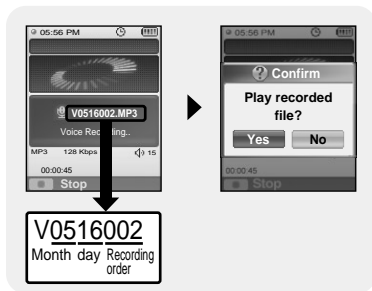 05:56 PM
V0516002.MP3
Voice Recording..
MP3 128 Kbps 15
00:00:45
Stop
V0516002
Month day Recording
order
05:56 PM
Confirm
Play recorded
file?
Yes No
00:00:45
Stop